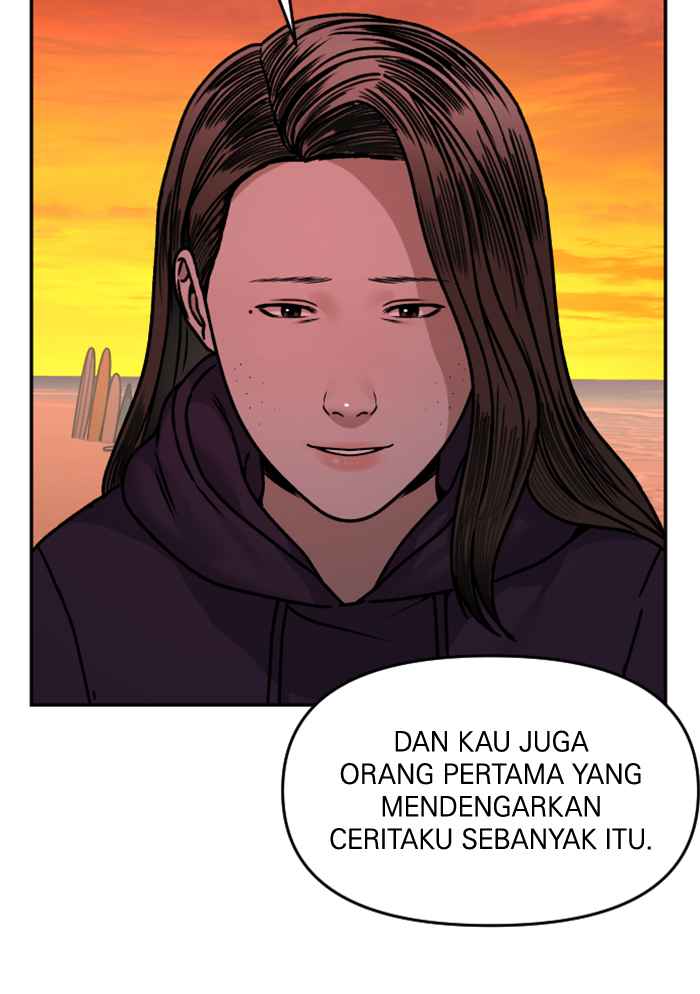 DAN KAU JUGA
ORANG PERTAMA YANG
MENDENGARKAN
CERITAKU SEBANYAK ITU.